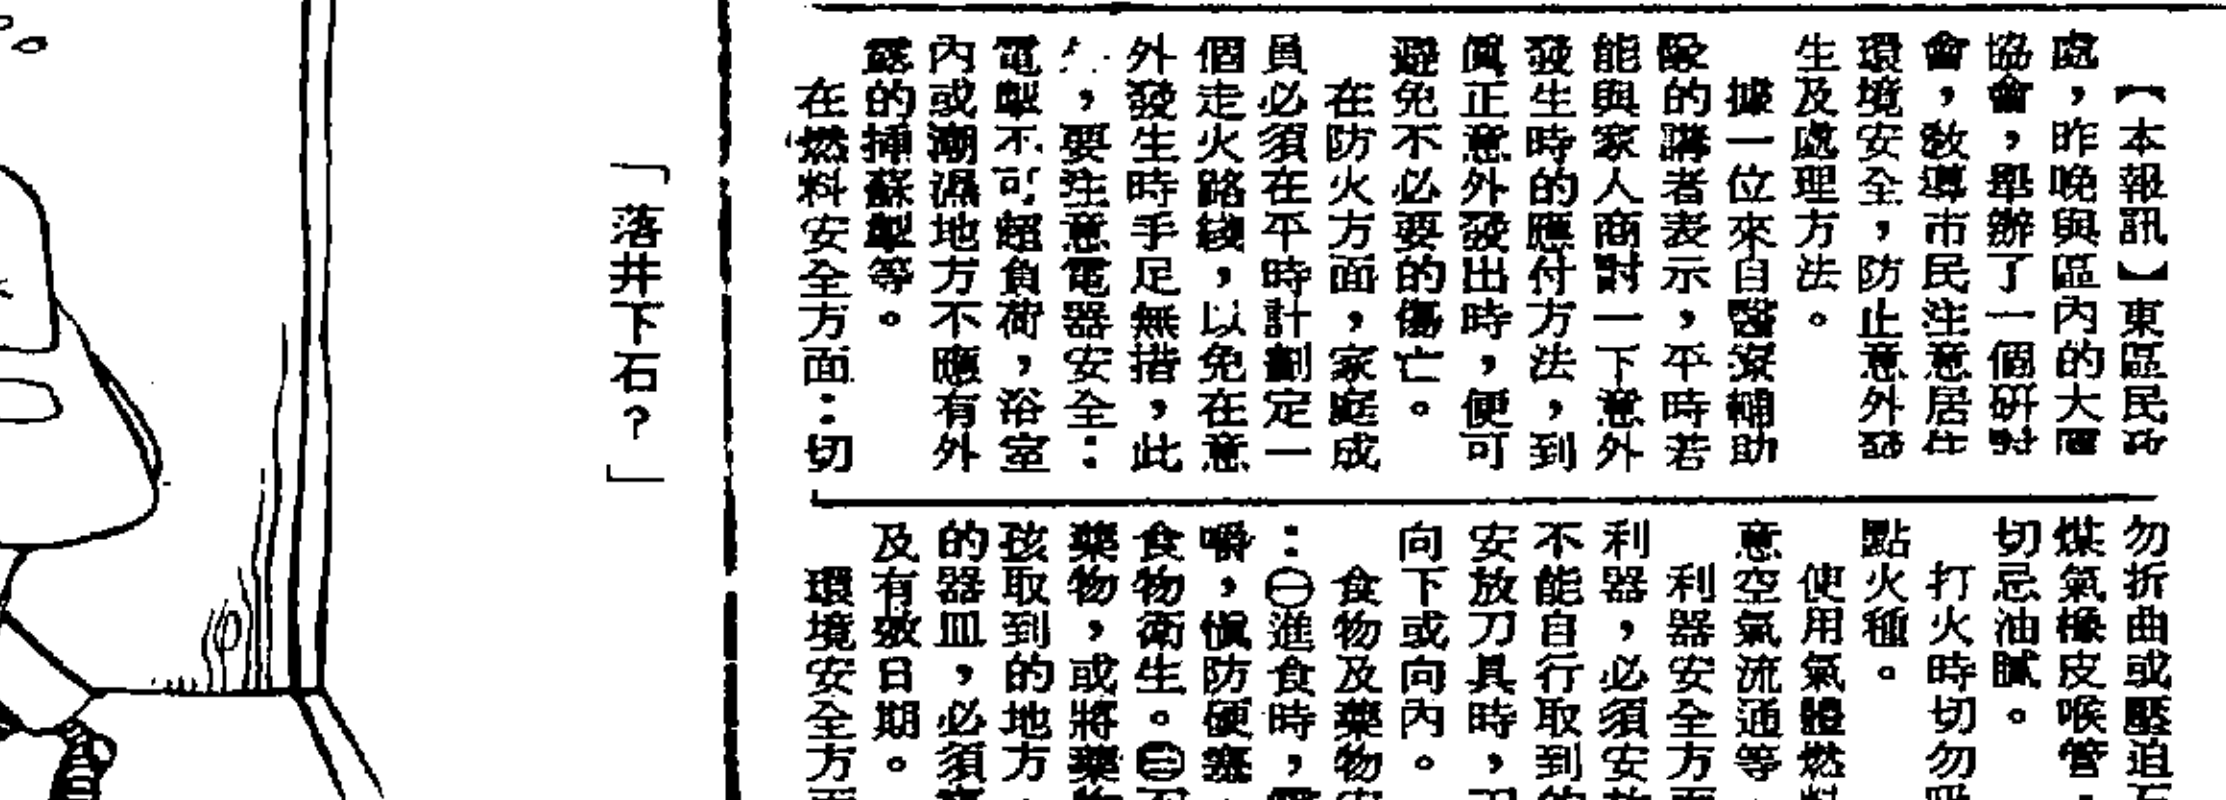 【本報訊】東區民政
處，昨晚與區內的大厦
協會，舉辦了一個研討
會，敎導市民注意居住
環境安全，防止意外發
生及處理方法。
據一位來自醫療輔助
隊的講者表示，平時若
能與家人商討一下意外
發生時的應付方法，到
眞正意外發出時，便可
避免不必要的傷亡。
在防火方面，家庭成
員必須在平時計劃定一
個走火路綫，以免在意
外發生時手足無措，此
，要注意電器安全：
電掣不可超負荷，浴室
內或潮濕地方不應有外
露的揷蘇掣等。
在燃料安全方面：切
勿折曲或壓迫石
煤氣橡皮喉管，
切忌油膩。
打火時切勿吸
點火種。
使用氣體燃料
意空氣流通等
利器安全方面
利器，必須安放
不能自行取到的
安放刀具時，刀
向下或向內。
食物及藥物安
：㊀進食時，
嚼，愼防硬塞
食物衛生。㊁不
藥物，或將藥物
孩取到的地方
的器皿，必須
及有效日期。
環境安全方面
「落井下石？」